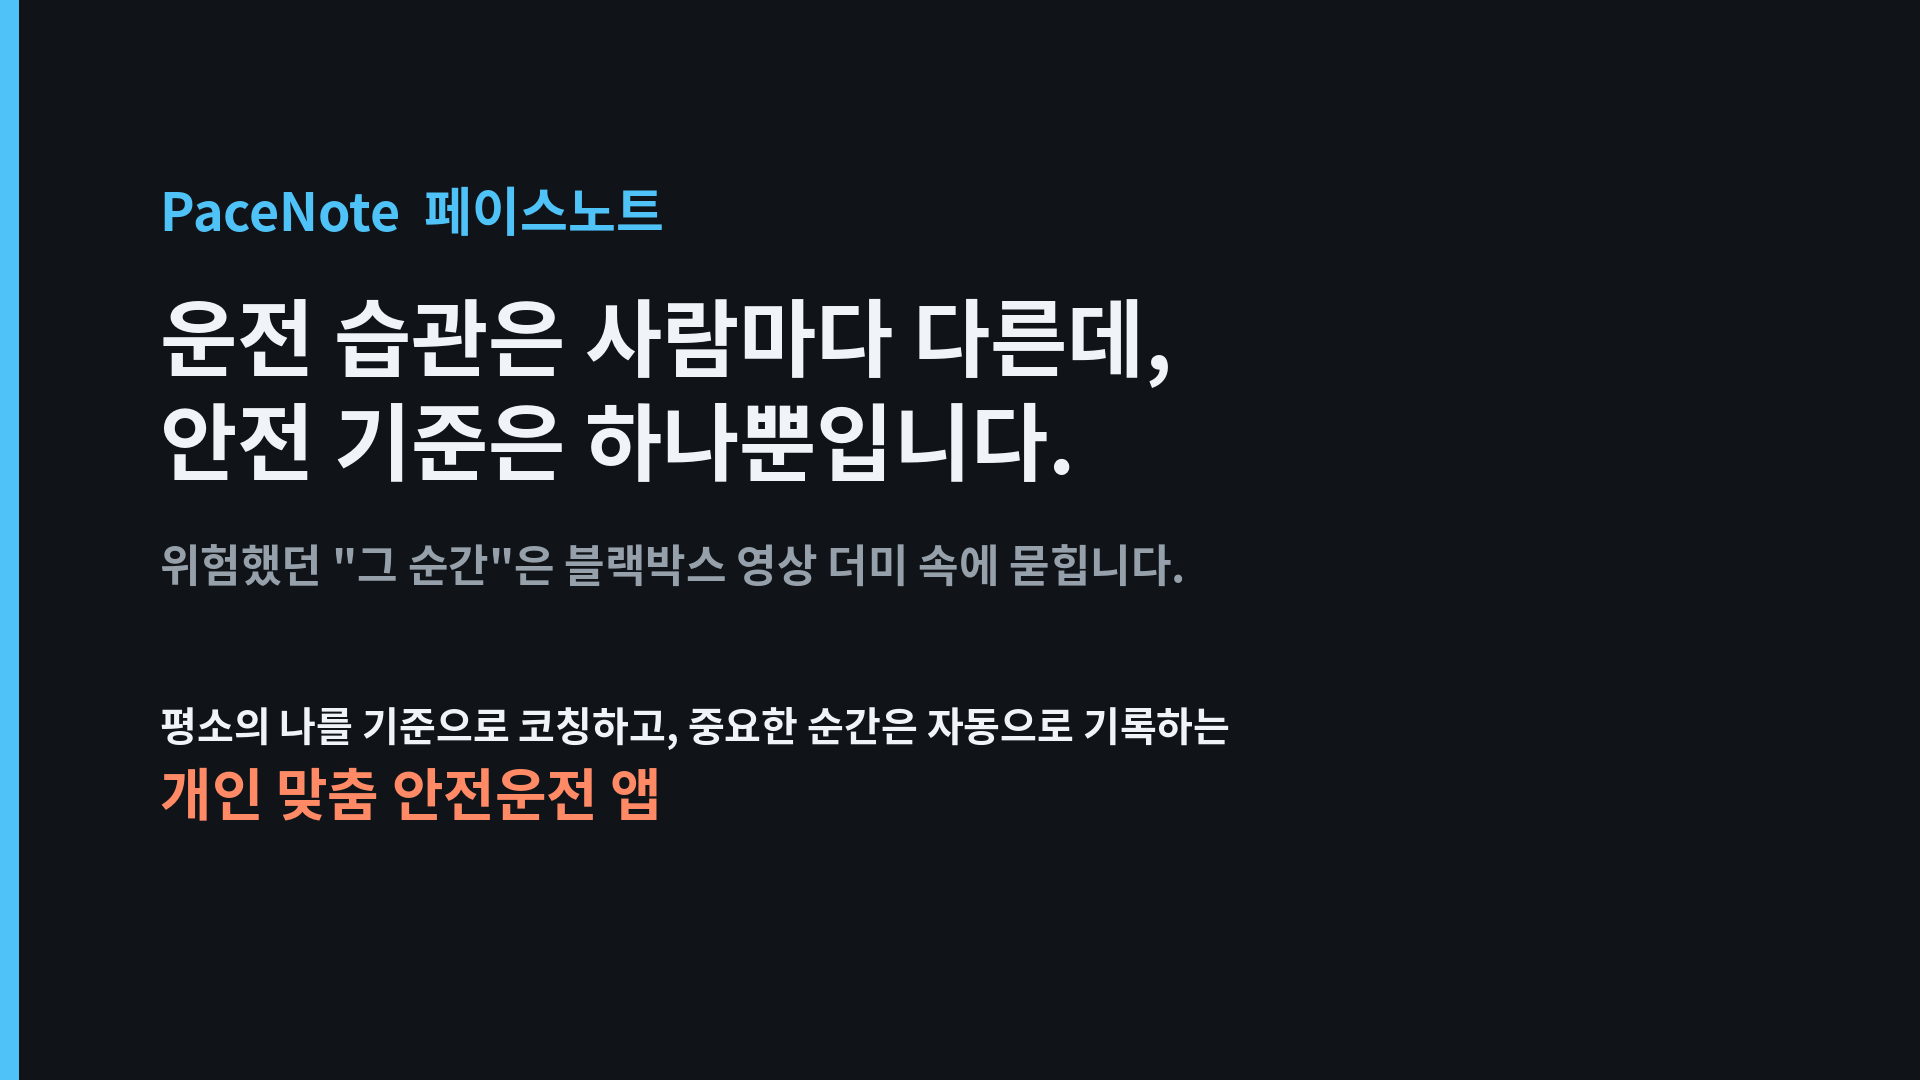 PaceNote 페이스노트
운전 습관은 사람마다 다른데,
안전 기준은 하나뿐입니다.
위험했던 "그 순간"은 블랙박스 영상 더미 속에 묻힙니다.
평소의 나를 기준으로 코칭하고, 중요한 순간은 자동으로 기록하는
개인 맞춤 안전운전 앱